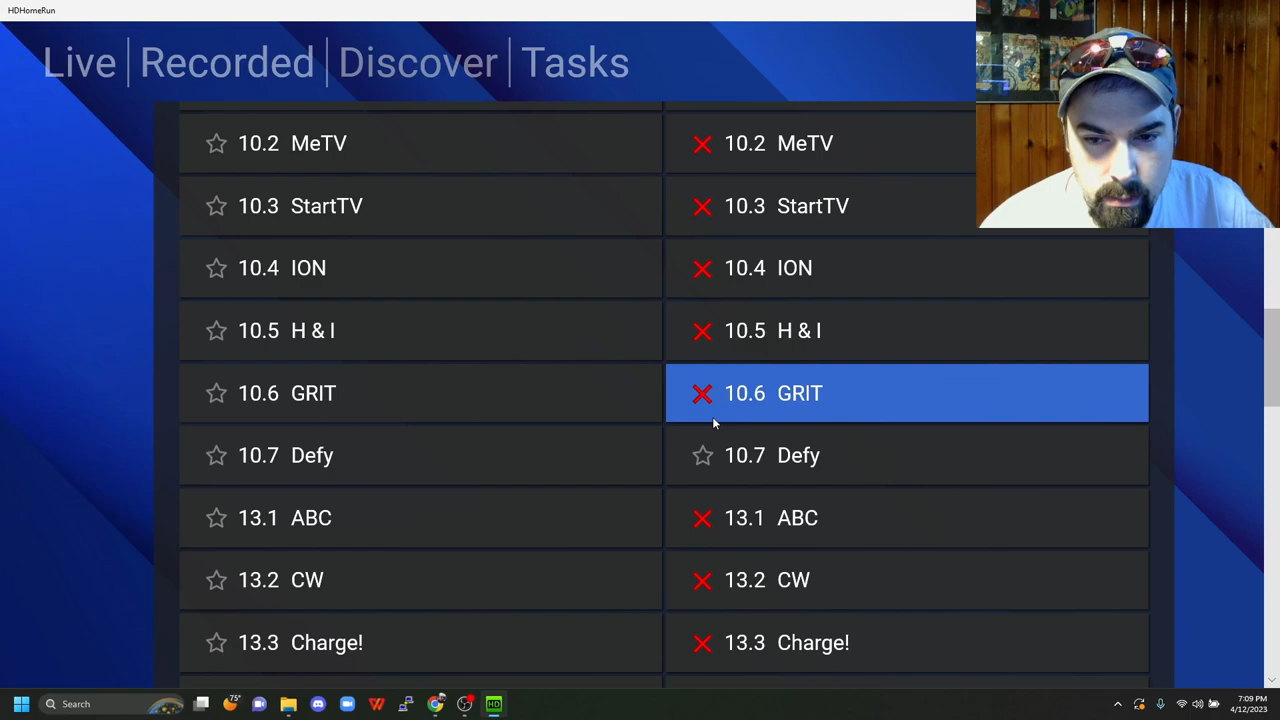 HDHomeRun
Live Recorded Discover Tasks
10.2 MeTV 10.2 MeTV
10.3 StartTV 10.3 StartTV
10.4 ION 10.4 ION
10.5 H & I 10.5 H & I
10.6 GRIT 10.6 GRIT
10.7 Defy 10.7 Defy
13.1 ABC 13.1 ABC
13.2 CW 13.2 CW
13.3 Charge! 13.3 Charge!
Search 75° HD 7:09 PM
4/12/2023